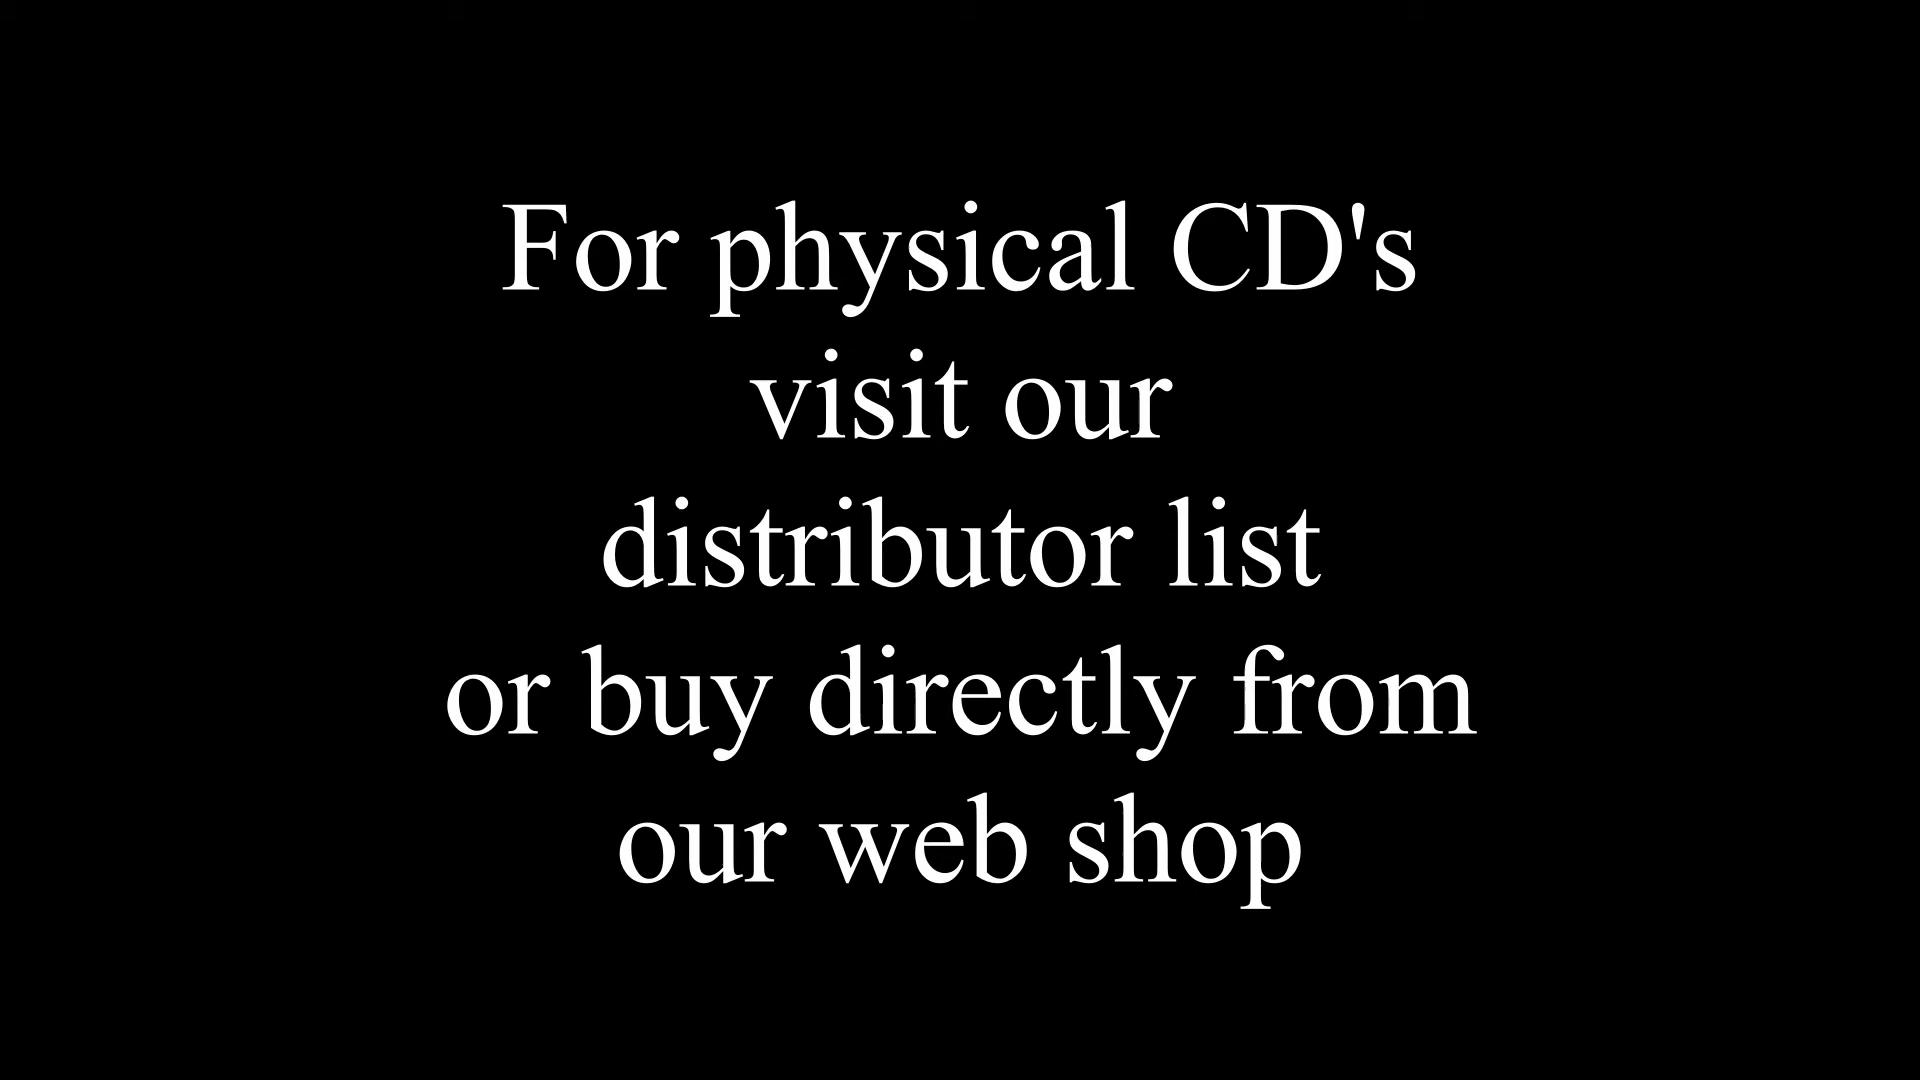 For physical CD's
visit our
distributor list
or buy directly from
our web shop